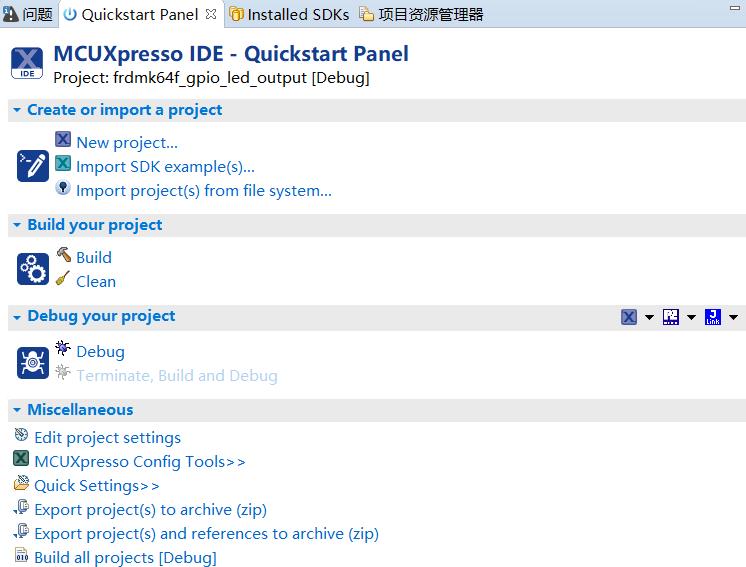 问题 Quickstart Panel Installed SDKs 项目资源管理器
IDE
MCUXpresso IDE - Quickstart Panel
Project: frdmk64f_gpio_led_output [Debug]
Create or import a project
New project...
Import SDK example(s)...
Import project(s) from file system...
Build your project
Build
Clean
Debug your project
Debug
Terminate, Build and Debug
Miscellaneous
Edit project settings
MCUXpresso Config Tools>>
Quick Settings>>
Export project(s) to archive (zip)
Export project(s) and references to archive (zip)
Build all projects [Debug]